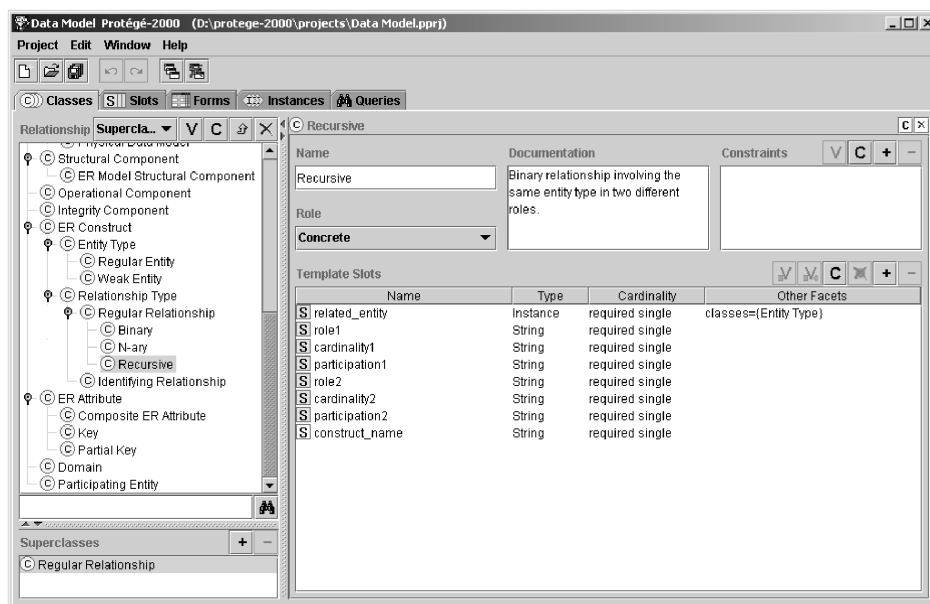 Data Model Protégé-2000 (D:\protege-2000\projects\Data Model.pprj)
Project Edit Window Help
C Classes S Slots Forms Instances Queries
Relationship Supercla... V C
C Physical Data Model
C Structural Component
C ER Model Structural Component
C Operational Component
C Integrity Component
C ER Construct
C Entity Type
C Regular Entity
C Weak Entity
C Relationship Type
C Regular Relationship
C Binary
C N-ary
C Recursive
C Identifying Relationship
C ER Attribute
C Composite ER Attribute
C Key
C Partial Key
C Domain
C Participating Entity
Superclasses + -
C Regular Relationship
C Recursive C x
Name
Recursive
Role
Concrete
Documentation
Binary relationship involving the
same entity type in two different
roles.
Constraints V C + -
Template Slots V V C + -
Name Type Cardinality Other Facets
S related_entity Instance required single classes={Entity Type}
S role1 String required single
S cardinality1 String required single
S participation1 String required single
S role2 String required single
S cardinality2 String required single
S participation2 String required single
S construct_name String required single